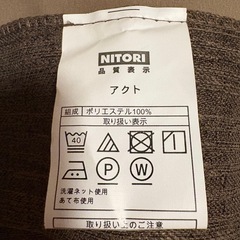 NITORI
品質表示
アクト
組成 ポリエステル100%
取り扱い表示
40
P W
洗濯ネット使用
あて布使用
取り扱い上のご注意